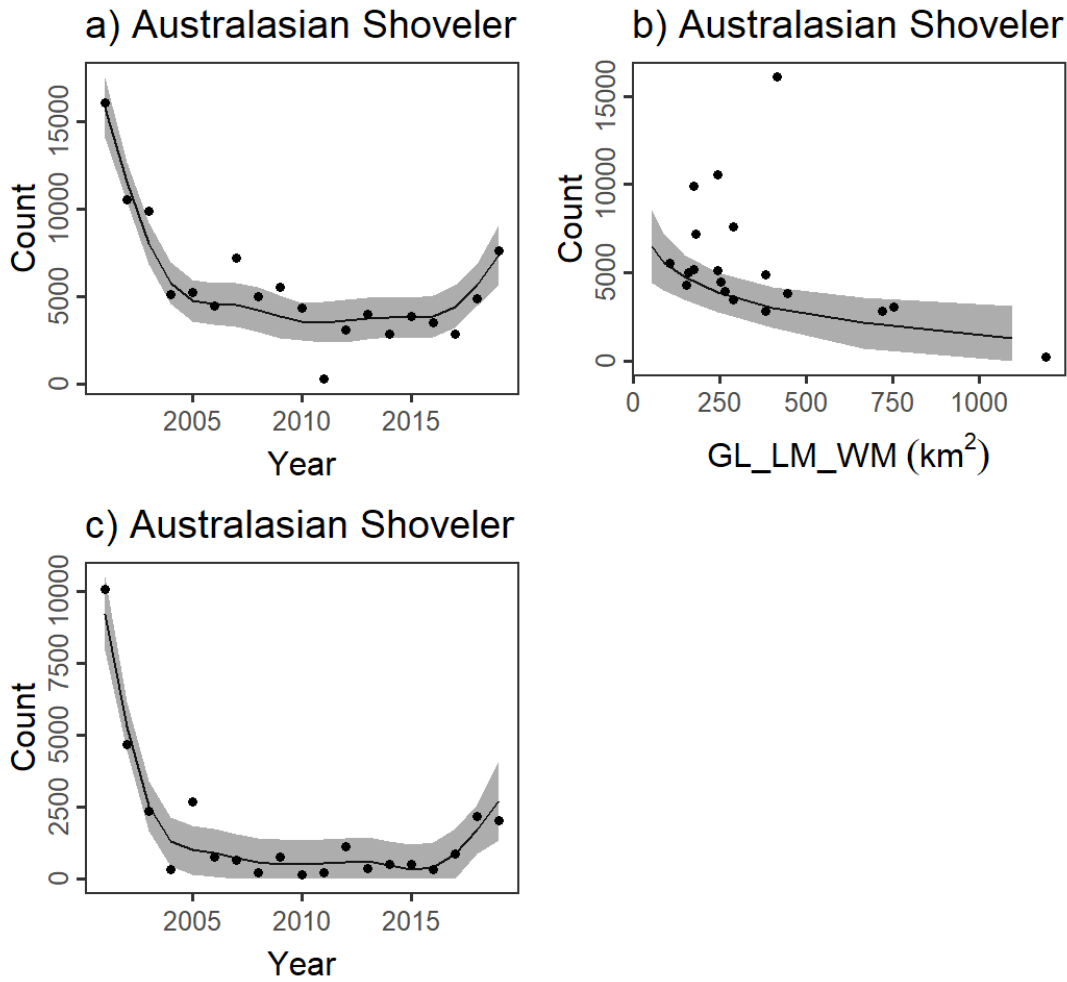 a) Australasian Shoveler
Count
15000
10000
5000
0
2005 2010 2015
Year
b) Australasian Shoveler
Count
15000
10000
5000
0
0 250 500 750 1000
GL_LM_WM (km²)
c) Australasian Shoveler
Count
10000
7500
5000
2500
0
2005 2010 2015
Year